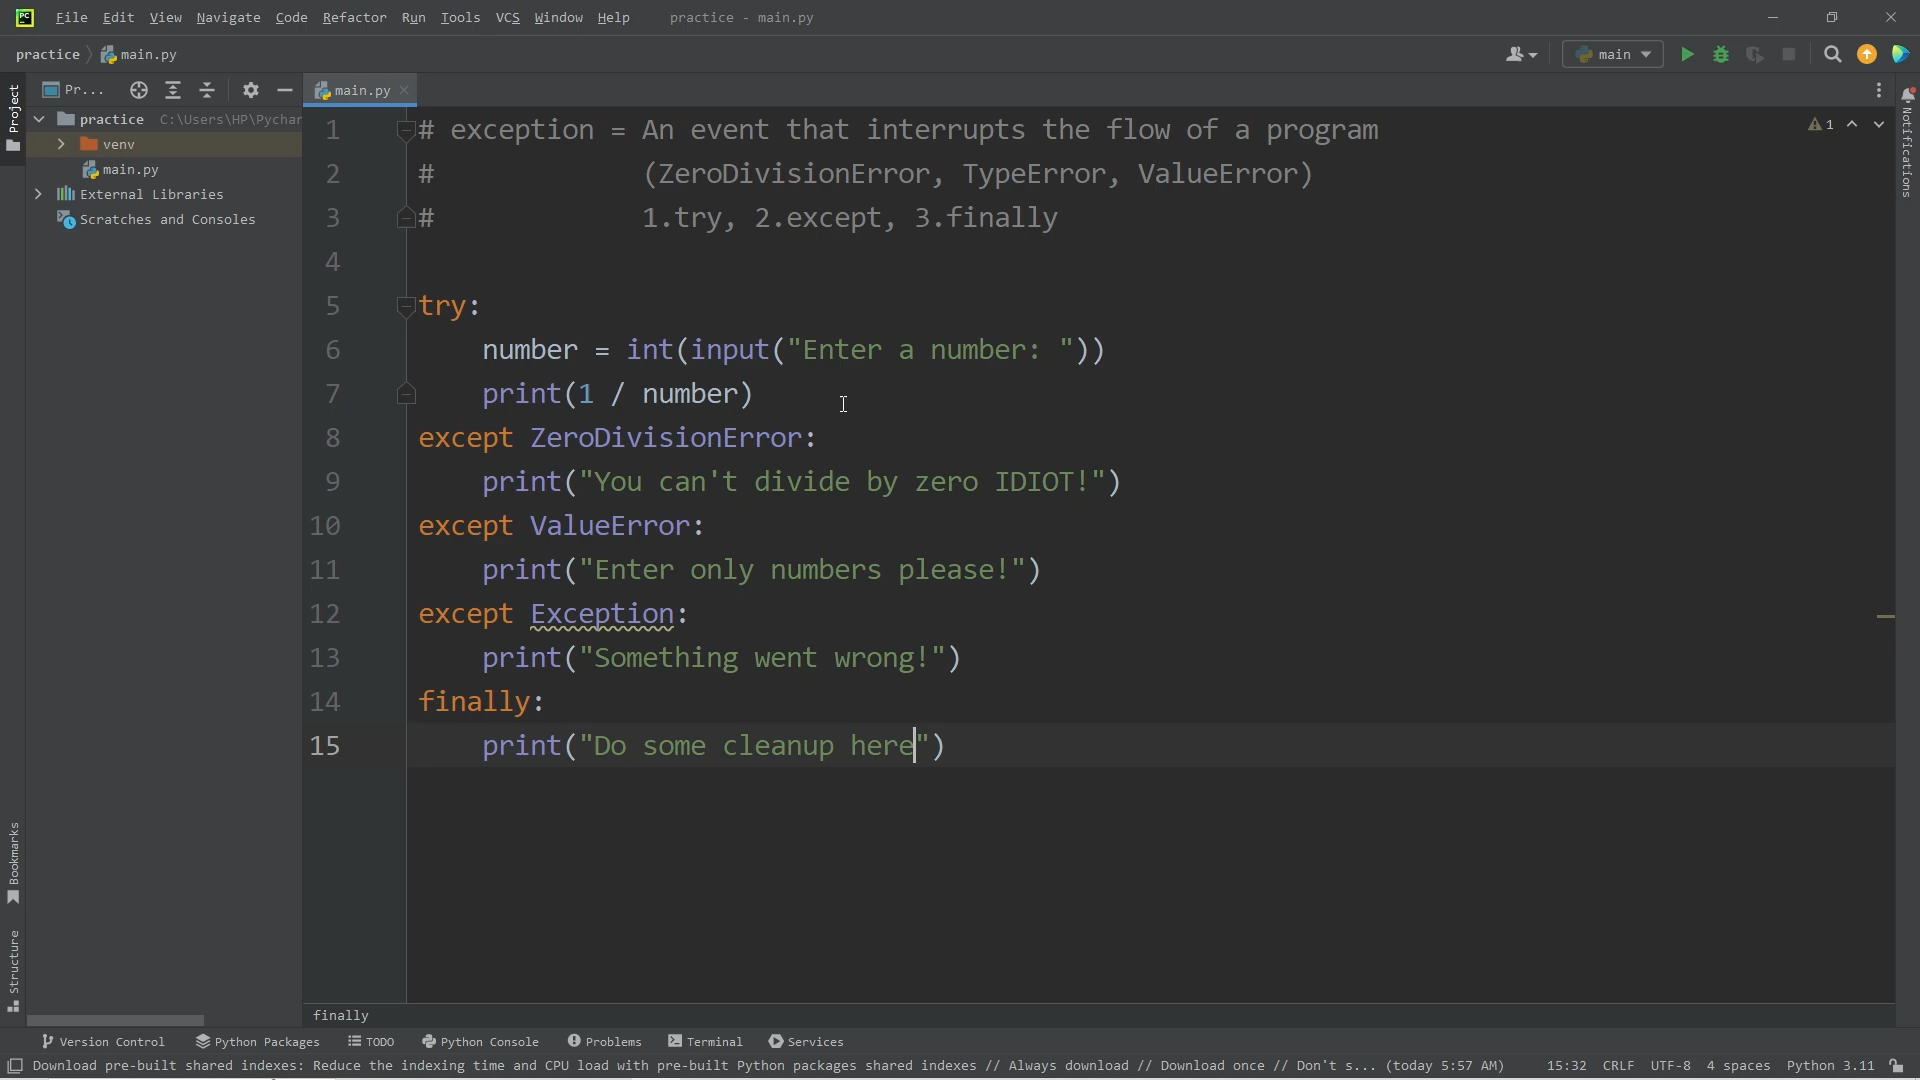 File Edit View Navigate Code Refactor Run Tools VCS Window Help practice - main.py
practice main.py main
Pr... main.py
Project
practice C:\Users\HP\Pychar
venv
main.py
External Libraries
Scratches and Consoles
1 # exception = An event that interrupts the flow of a program
2 #             (ZeroDivisionError, TypeError, ValueError)
3 #             1.try, 2.except, 3.finally
4
5 try:
6     number = int(input("Enter a number: "))
7     print(1 / number)
8 except ZeroDivisionError:
9     print("You can't divide by zero IDIOT!")
10 except ValueError:
11     print("Enter only numbers please!")
12 except Exception:
13     print("Something went wrong!")
14 finally:
15     print("Do some cleanup here")
1
Notifications
Bookmarks
Structure
finally
Version Control Python Packages TODO Python Console Problems Terminal Services
Download pre-built shared indexes: Reduce the indexing time and CPU load with pre-built Python packages shared indexes // Always download // Download once // Don't s... (today 5:57 AM) 15:32 CRLF UTF-8 4 spaces Python 3.11